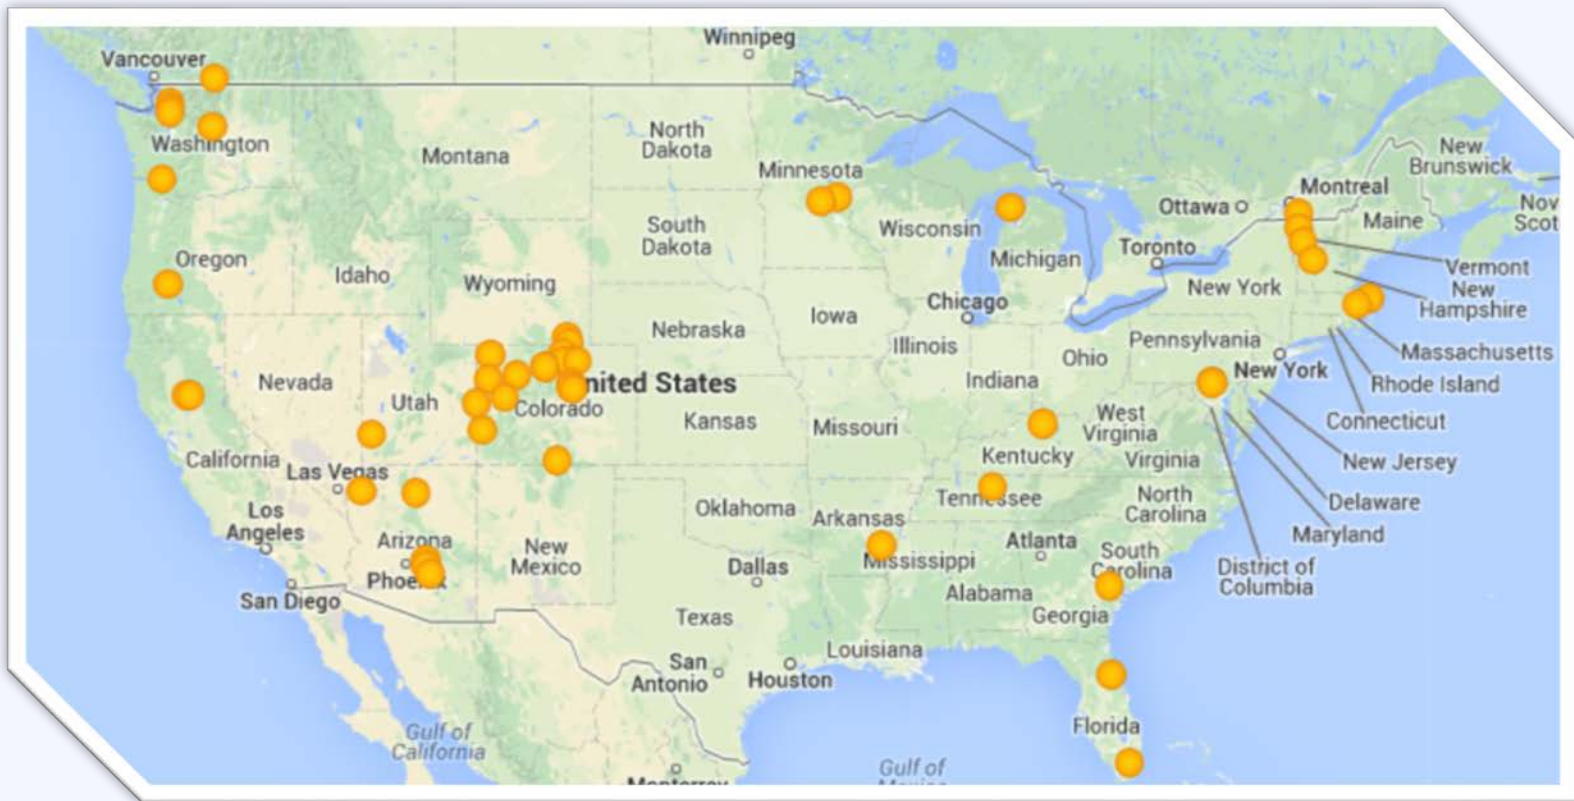 Winnipeg
Vancouver
Washington
Montana
North
Dakota
Minnesota
New
Brunswick
Montreal
Ottawa
Maine
South
Dakota
Wisconsin
Oregon
Idaho
Wyoming
Michigan
Toronto
Vermont
New York
New
Hampshire
Iowa
Chicago
Nebraska
Illinois
Pennsylvania
Ohio
New York
Massachusetts
Nevada
Indiana
Rhode Island
Utah
Colorado
Kansas
Missouri
West
Virginia
Connecticut
California
Las Vegas
Kentucky
Virginia
New Jersey
Los
Angeles
Oklahoma
Arkansas
Tennessee
North
Carolina
Delaware
Maryland
Arizona
New
Mexico
Phoenix
Dallas
Mississippi
Atlanta
South
Carolina
District of
Columbia
San Diego
Alabama
Georgia
Texas
Louisiana
San
Antonio
Houston
Florida
Gulf of
California
Gulf of